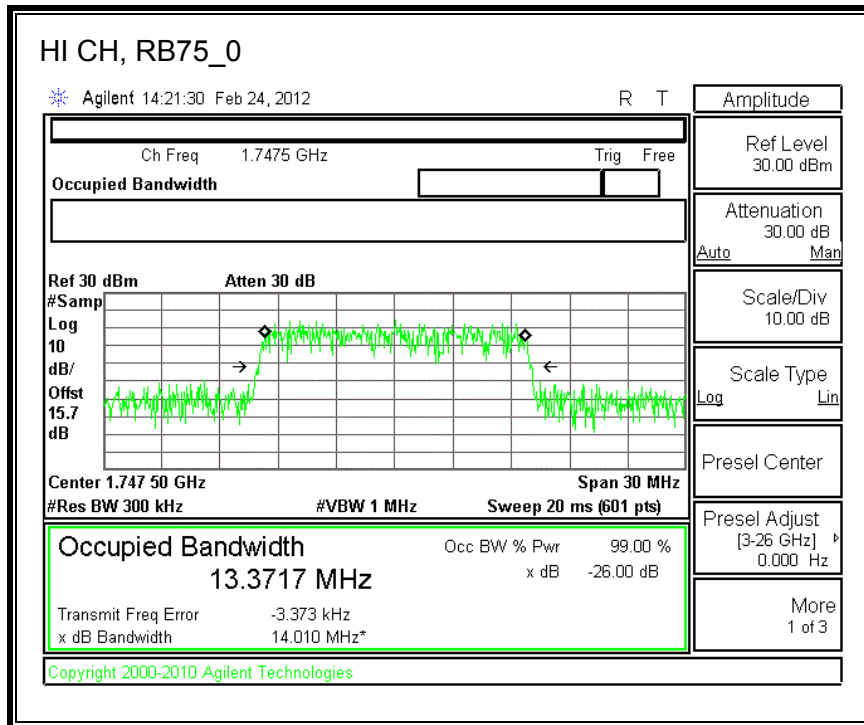 HI CH, RB75_0
Agilent 14:21:30 Feb 24, 2012 R T
Ch Freq 1.7475 GHz Trig Free
Occupied Bandwidth
Ref 30 dBm Atten 30 dB
#Samp
Log
10
dB/
Offst
15.7
dB
Center 1.747 50 GHz Span 30 MHz
#Res BW 300 kHz #VBW 1 MHz Sweep 20 ms (601 pts)
Occupied Bandwidth
13.3717 MHz
Occ BW % Pwr 99.00 %
x dB -26.00 dB
Transmit Freq Error -3.373 kHz
x dB Bandwidth 14.010 MHz*
Copyright 2000-2010 Agilent Technologies
Amplitude
Ref Level
30.00 dBm
Attenuation
30.00 dB
Auto Man
Scale/Div
10.00 dB
Scale Type
Log Lin
Presel Center
Presel Adjust
[3-26 GHz]
0.000 Hz
More
1 of 3